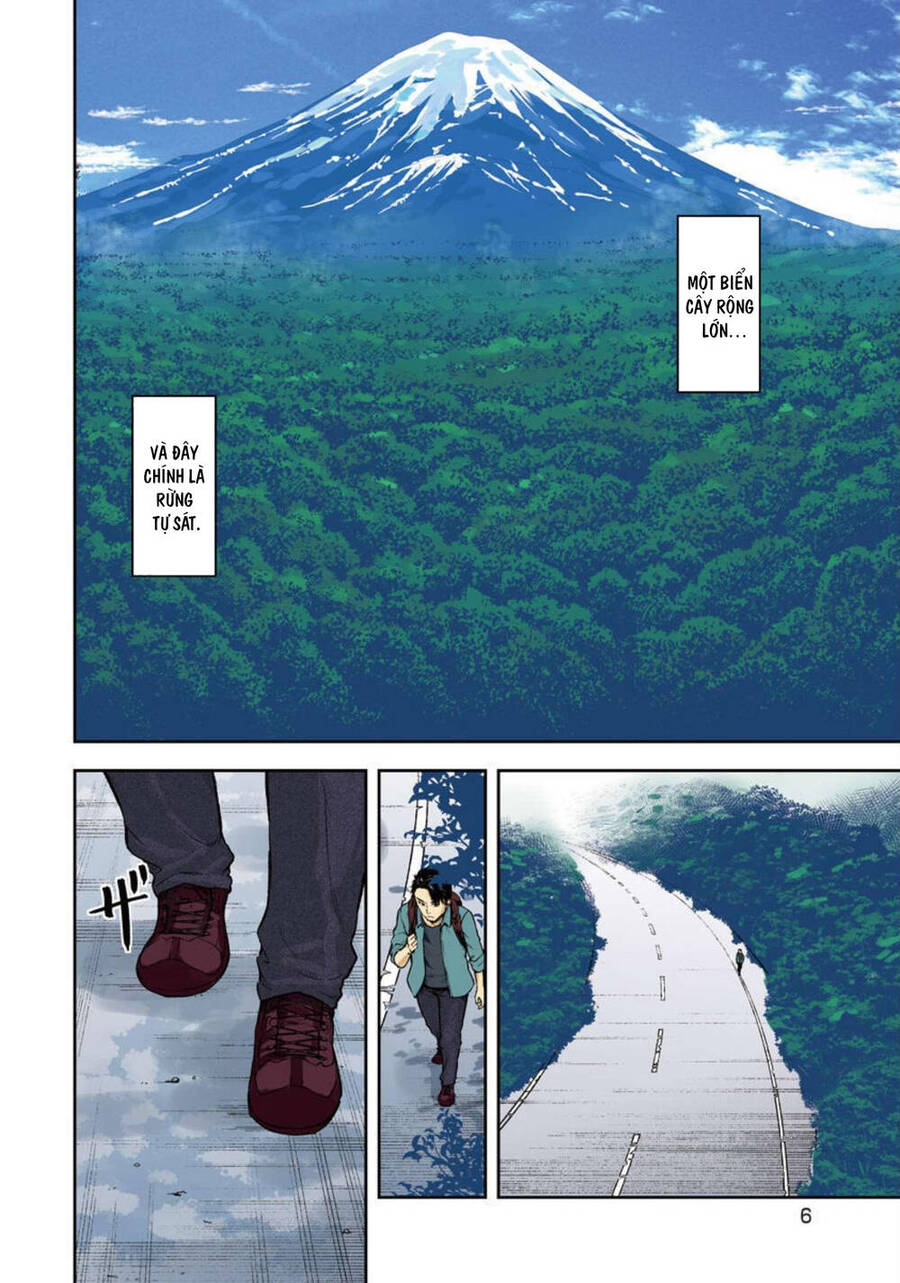 MỘT BIỂN
CÂY RỘNG
LỚN...
VÀ ĐÂY
CHÍNH LÀ
RỪNG
TỰ SÁT.
ザ
6